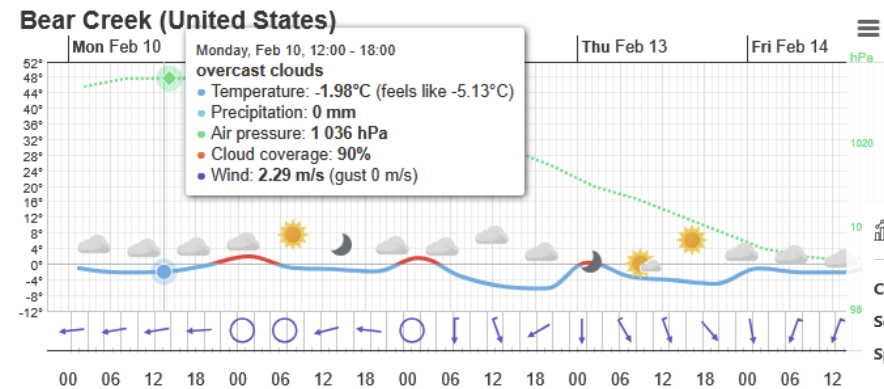 Bear Creek (United States)
Mon Feb 10
Thu Feb 13
Fri Feb 14
Monday, Feb 10, 12:00 - 18:00
overcast clouds
• Temperature: -1.98°C (feels like -5.13°C)
• Precipitation: 0 mm
• Air pressure: 1 036 hPa
• Cloud coverage: 90%
• Wind: 2.29 m/s (gust 0 m/s)
52°
48°
44°
40°
36°
32°
28°
24°
20°
16°
12°
8°
4°
0°
-4°
-8°
-12°
hPa
1020
10
98
00 06 12 18 00 06 12 18 00 06 12 18 00 06 12 18 00 06 12
C
S
Sp